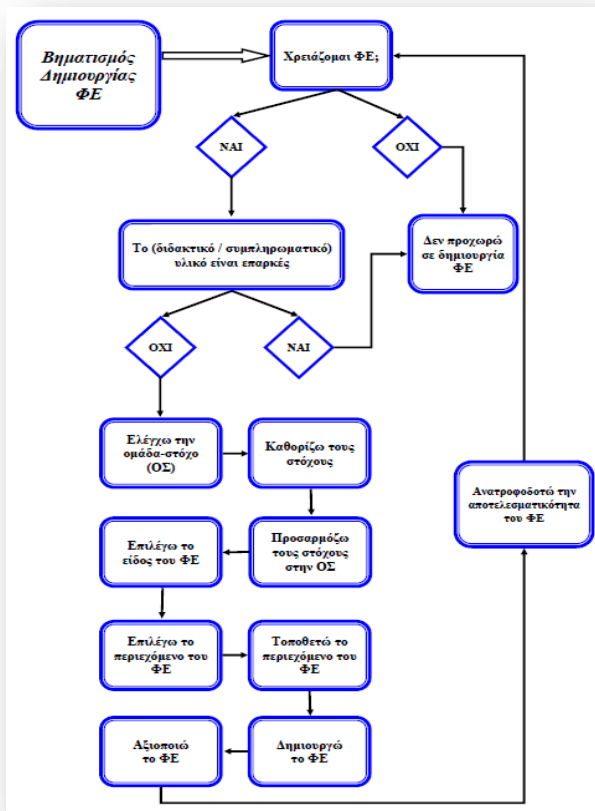 Βηματισμός
Δημιουργίας
ΦΕ
Χρειάζομαι ΦΕ;
ΝΑΙ
ΟΧΙ
Το (διδακτικό / συμπληρωματικό)
υλικό είναι επαρκές
Δεν προχωρώ
σε δημιουργία
ΦΕ
ΟΧΙ
ΝΑΙ
Ελέγχω την
ομάδα-στόχο
(ΟΣ)
Καθορίζω τους
στόχους
Προσαρμόζω
τους στόχους
στην ΟΣ
Επιλέγω το
είδος του ΦΕ
Επιλέγω το
περιεχόμενο του
ΦΕ
Τοποθετώ το
περιεχόμενο του
ΦΕ
Δημιουργώ
το ΦΕ
Αξιοποιώ
το ΦΕ
Ανατροφοδοτώ την
αποτελεσματικότητα
του ΦΕ